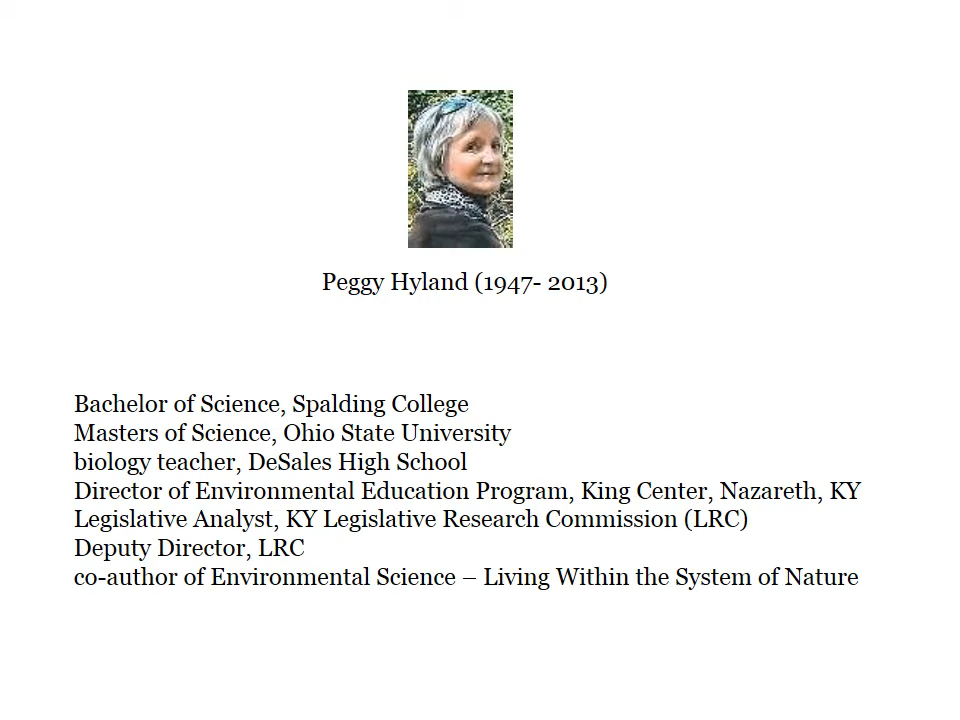 Peggy Hyland (1947- 2013)
Bachelor of Science, Spalding College
Masters of Science, Ohio State University
biology teacher, DeSales High School
Director of Environmental Education Program, King Center, Nazareth, KY
Legislative Analyst, KY Legislative Research Commission (LRC)
Deputy Director, LRC
co-author of Environmental Science – Living Within the System of Nature